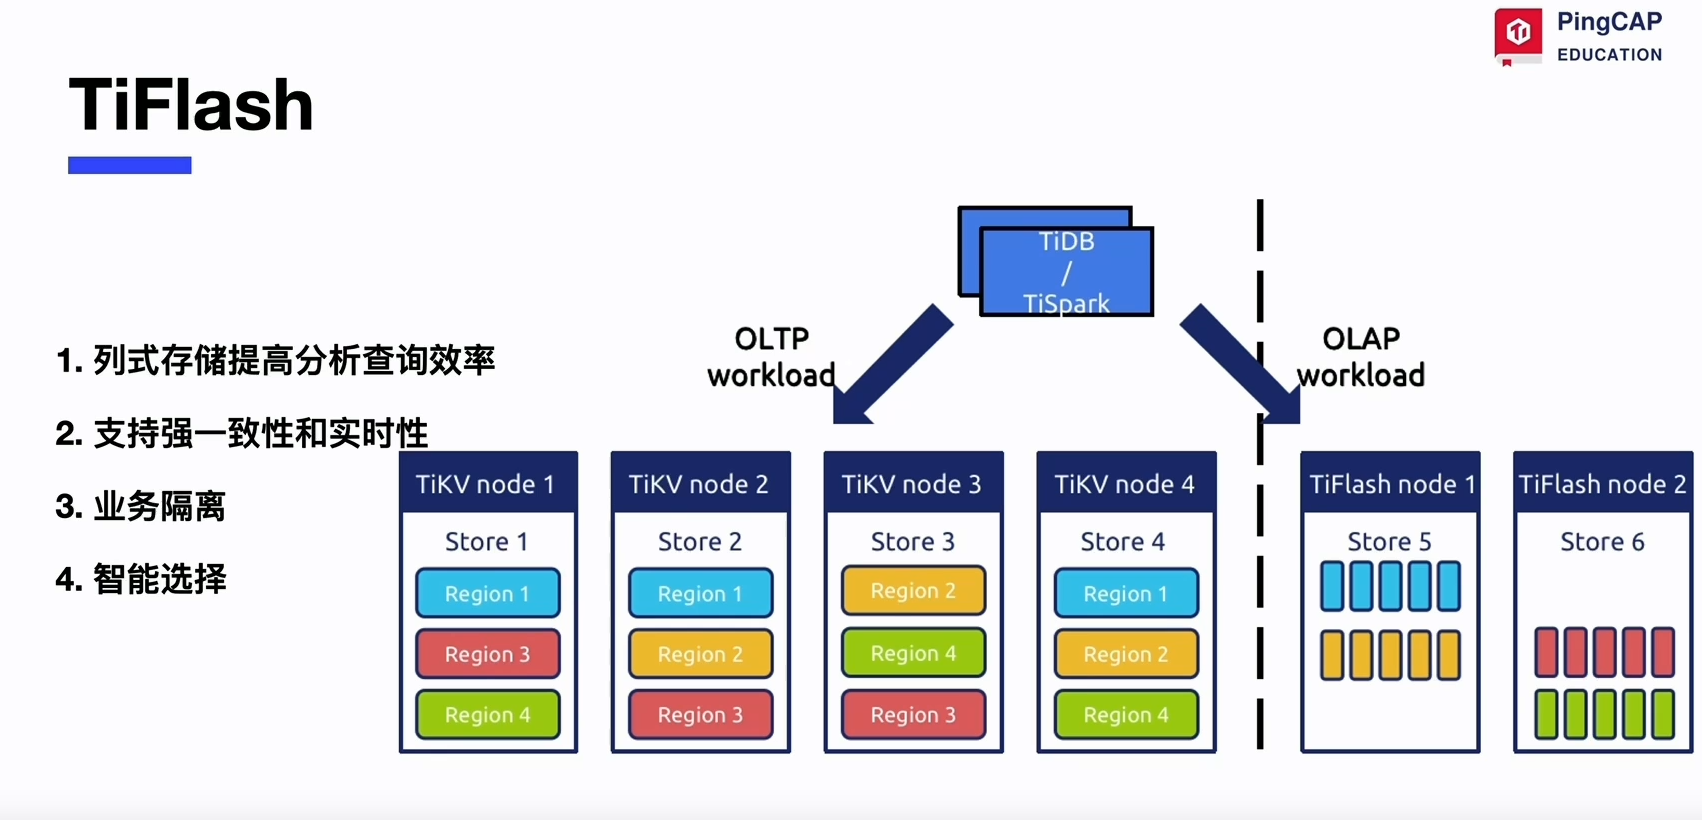 PingCAP
EDUCATION
TiFlash
1. 列式存储提高分析查询效率
2. 支持强一致性和实时性
3. 业务隔离
4. 智能选择
TiDB
/
TiSpark
OLTP
workload
OLAP
workload
TiKV node 1
Store 1
Region 1
Region 3
Region 4
TiKV node 2
Store 2
Region 1
Region 2
Region 3
TiKV node 3
Store 3
Region 2
Region 4
Region 3
TiKV node 4
Store 4
Region 1
Region 2
Region 4
TiFlash node 1
Store 5
TiFlash node 2
Store 6